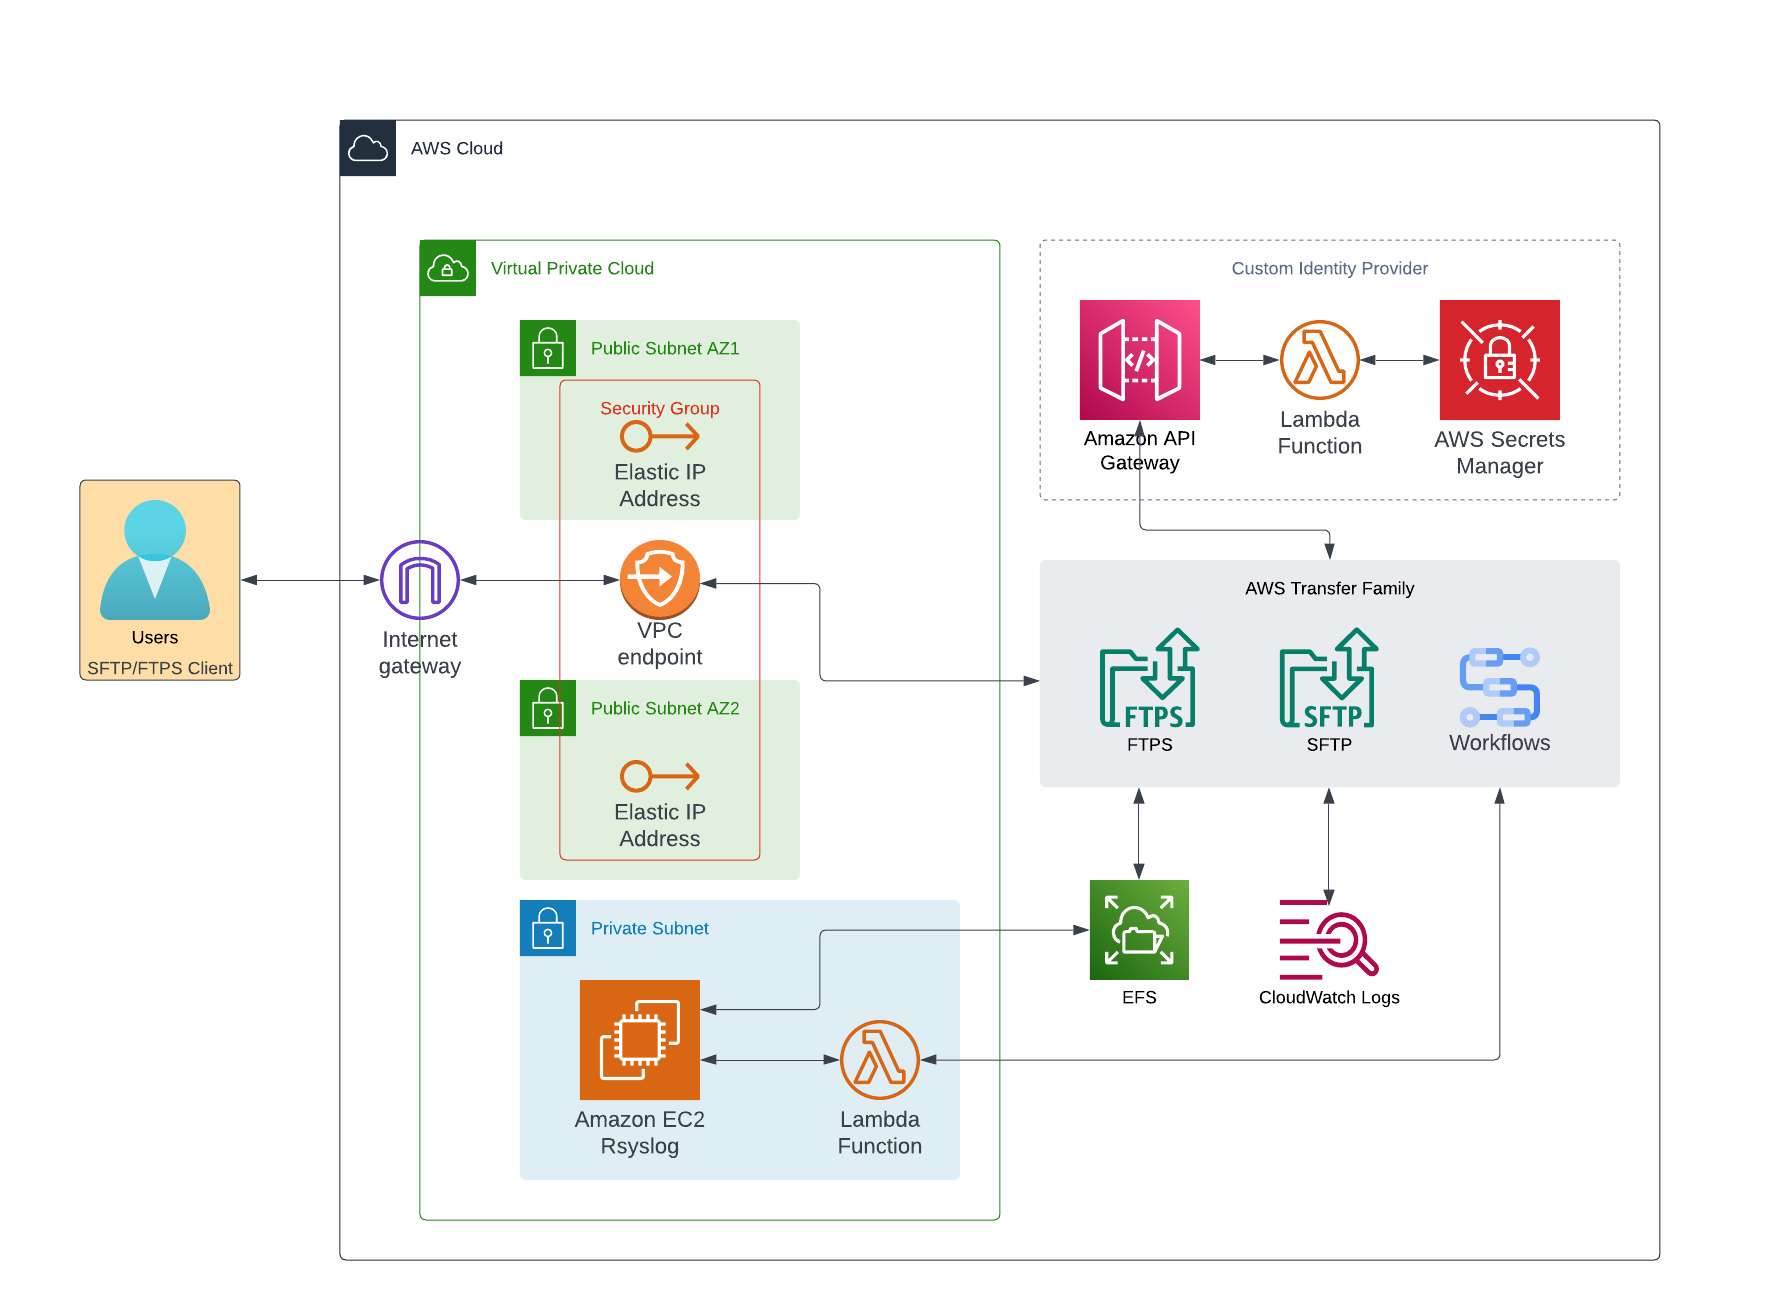 AWS Cloud
Virtual Private Cloud
Custom Identity Provider
Public Subnet AZ1
Security Group
Elastic IP
Address
Amazon API
Gateway
Lambda
Function
AWS Secrets
Manager
Users
SFTP/FTPS Client
Internet
gateway
VPC
endpoint
AWS Transfer Family
FTPS
FTPS
SFTP
SFTP
Workflows
Public Subnet AZ2
Elastic IP
Address
Private Subnet
Amazon EC2
Rsyslog
Lambda
Function
EFS
CloudWatch Logs